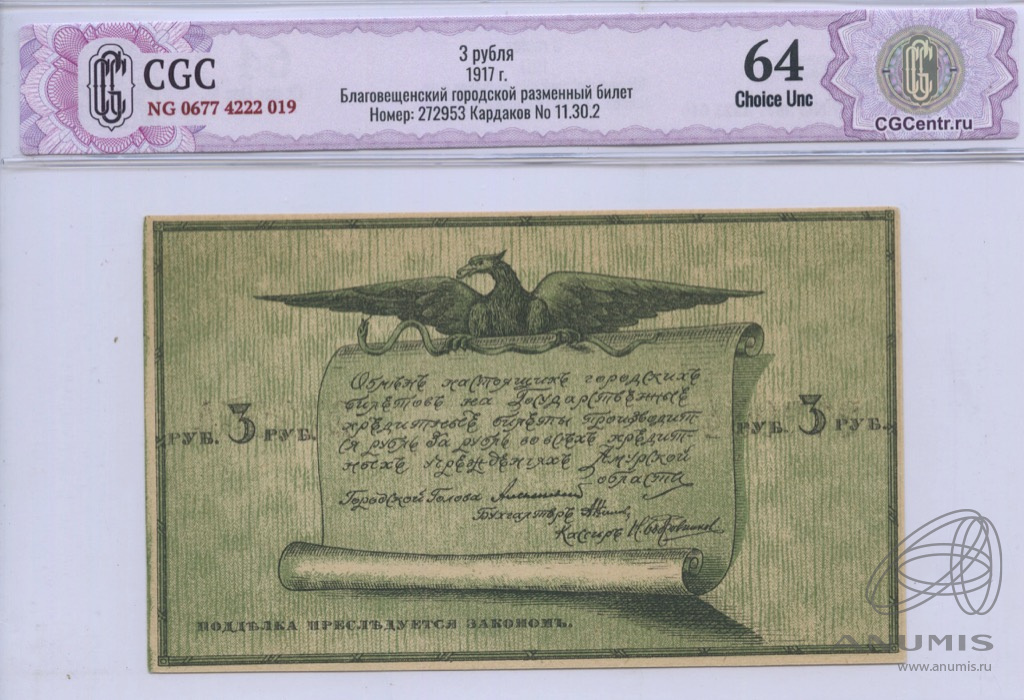 CGC
NG 0677 4222 019
3 рубля
1917 г.
Благовещенский городской разменный билет
Номер: 272953 Кардаков No 11.30.2
64
Choice Unc
CGCentr.ru
Обмѣнъ настоящихъ городскихъ
билетовъ на Государственные
кредитные билеты производит-
ся рубль за рубль во всѣхъ кредит-
ныхъ учрежденіяхъ Амурской
области
РУБ. 3 РУБ.
РУБ. 3 РУБ.
Городской Голова
Бухгалтеръ
Кассиръ
ПОДДѢЛКА ПРЕСЛѢДУЕТСЯ ЗАКОНОМЪ.
ANUMIS
www.anumis.ru